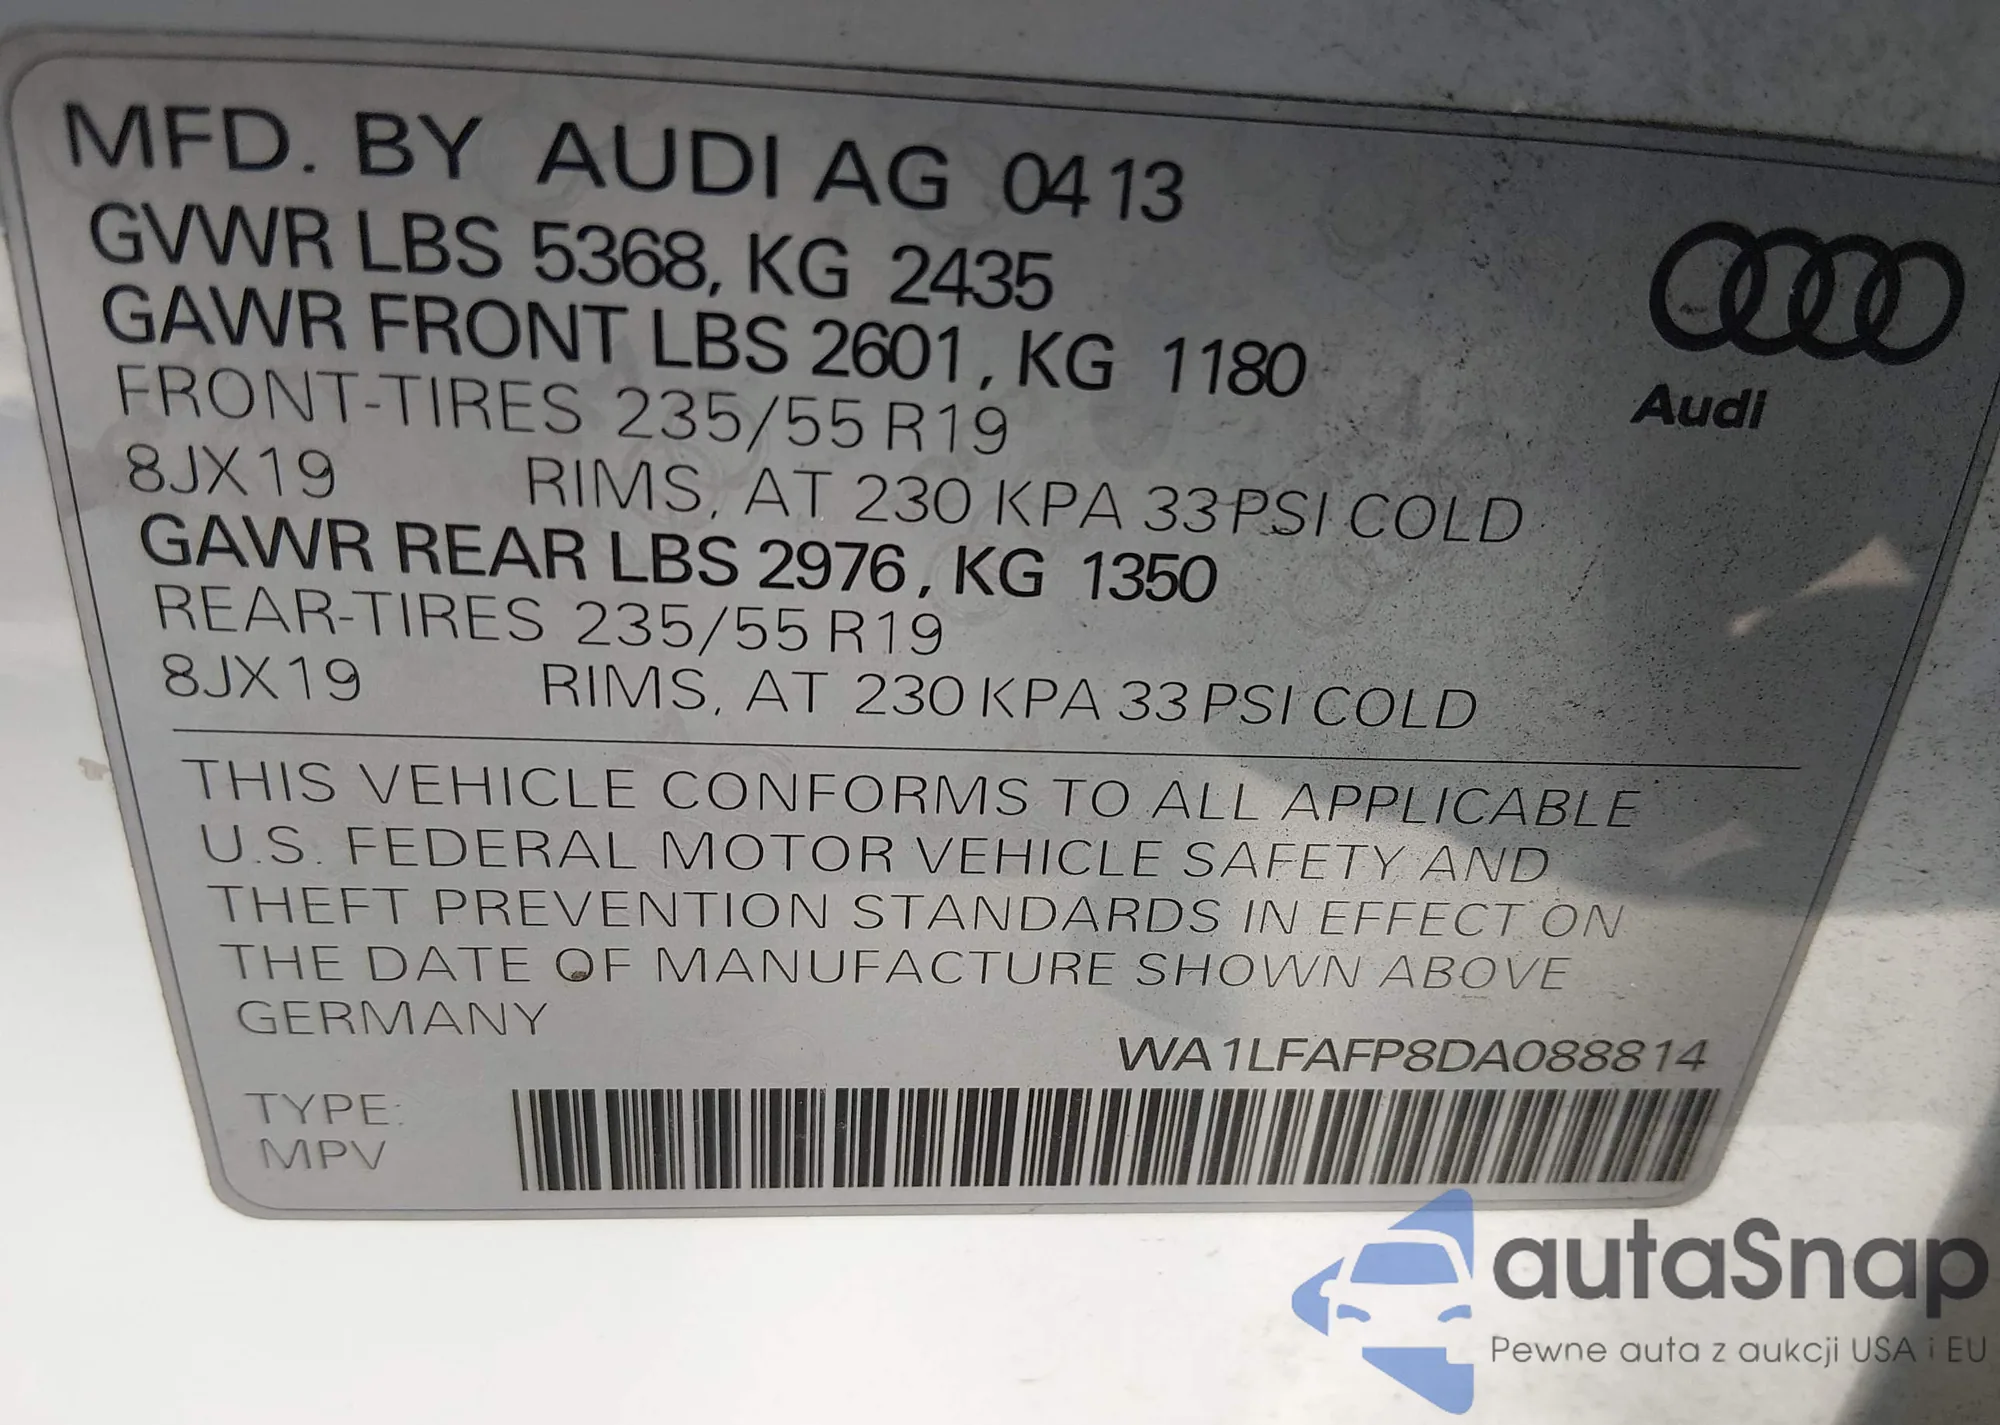 MFD. BY AUDI AG 04 13
GVWR LBS 5368, KG 2435
GAWR FRONT LBS 2601, KG 1180
FRONT-TIRES 235/55 R19
8JX19 RIMS, AT 230 KPA 33 PSI COLD
GAWR REAR LBS 2976, KG 1350
REAR-TIRES 235/55 R19
8JX19 RIMS, AT 230 KPA 33 PSI COLD
Audi
THIS VEHICLE CONFORMS TO ALL APPLICABLE
U.S. FEDERAL MOTOR VEHICLE SAFETY AND
THEFT PREVENTION STANDARDS IN EFFECT ON
THE DATE OF MANUFACTURE SHOWN ABOVE
GERMANY
WA1LFAFP8DA088814
TYPE:
MPV
autaSnap
Pewne auta z aukcji USA i EU